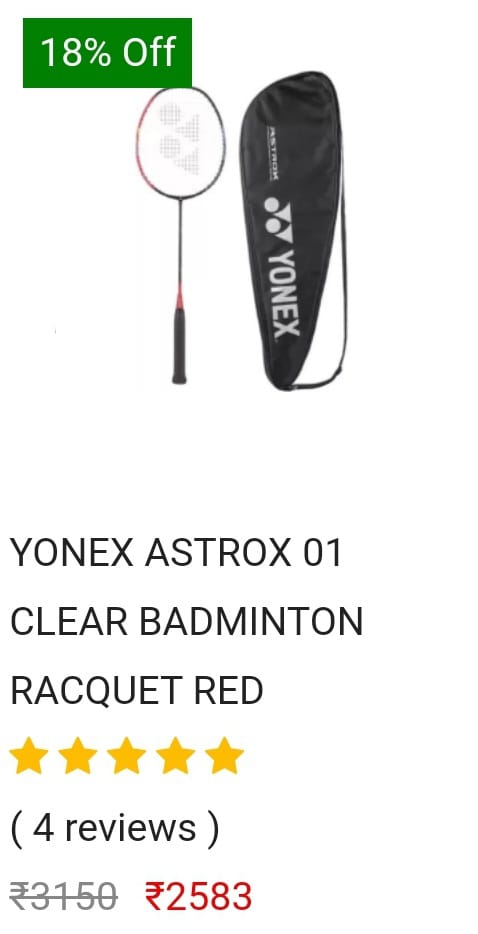 18% Off
ASTROX
YONEX
YONEX ASTROX 01
CLEAR BADMINTON
RACQUET RED
( 4 reviews )
₹3150 ₹2583